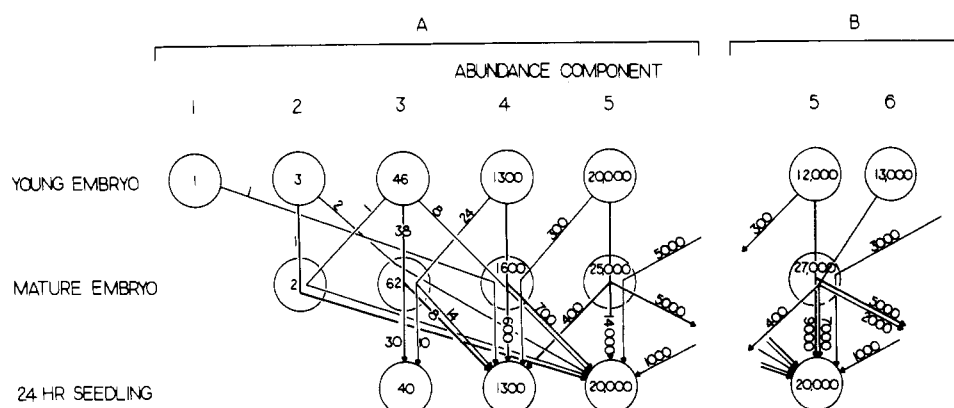 A B
ABUNDANCE COMPONENT
1 2 3 4 5 5 6
YOUNG EMBRYO 1 3 46 1300 20,000 12,000 13,000
1 2 1 8 24 300 300
1 38 5000 3000
MATURE EMBRYO 2 62 1600 25,000 27,000
700 400 5000 400 5000 2000
30 10 8 14 600 14000 1000 9000 7000 1000
24 HR SEEDLING 40 1300 20,000 20,000